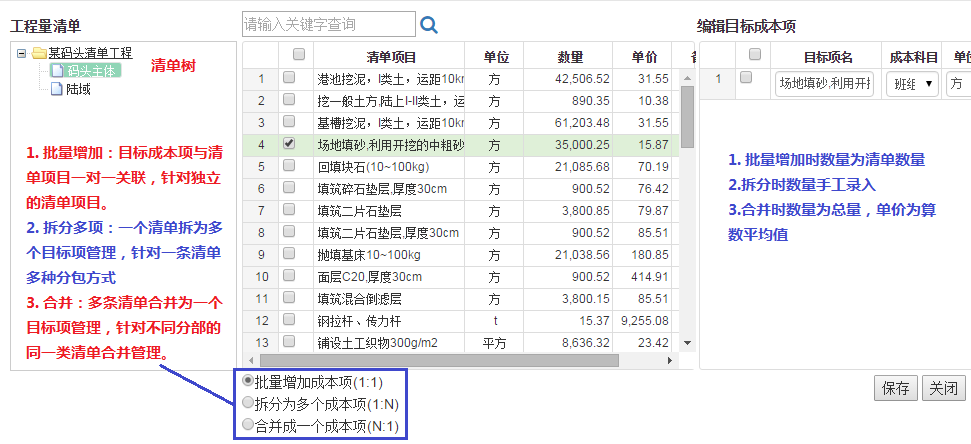 工程量清单
某码头清单工程
码头主体
陆域
清单树
1. 批量增加：目标成本项与清
单项目一对一关联，针对独立
的清单项目。
2. 拆分多项：一个清单拆为多
个目标项管理，针对一条清单
多种分包方式
3. 合并：多条清单合并为一个
目标项管理，针对不同分部的
同一类清单合并管理。
请输入关键字查询
清单项目 单位 数量 单价
1 港池挖泥，I类土，运距10kr 方 42,506.52 31.55
2 挖一般土方,陆上I-II类土，运 方 890.35 10.38
3 基槽挖泥，I类土，运距10kr 方 61,203.48 31.55
4 场地填砂,利用开挖的中粗砂 方 35,000.25 15.87
5 回填块石(10~100kg) 方 21,085.68 70.19
6 填筑碎石垫层,厚度30cm 方 900.52 76.42
7 填筑二片石垫层 方 3,800.85 79.87
8 填筑二片石垫层,厚度30cm 方 900.52 85.51
9 抛填基床10~100kg 方 21,038.56 180.85
10 面层C20,厚度30cm 方 900.52 414.91
11 填筑混合倒滤层 方 3,800.15 85.51
12 钢拉杆、传力杆 t 15.37 9,255.08
13 铺设土工织物300g/m2 平方 8,636.32 23.42
批量增加成本项(1:1)
拆分为多个成本项(1:N)
合并成一个成本项(N:1)
编辑目标成本项
目标项名 成本科目 单位
1 场地填砂,利用开挖 班组 方
1. 批量增加时数量为清单数量
2.拆分时数量手工录入
3.合并时数量为总量，单价为算
数平均值
保存 关闭